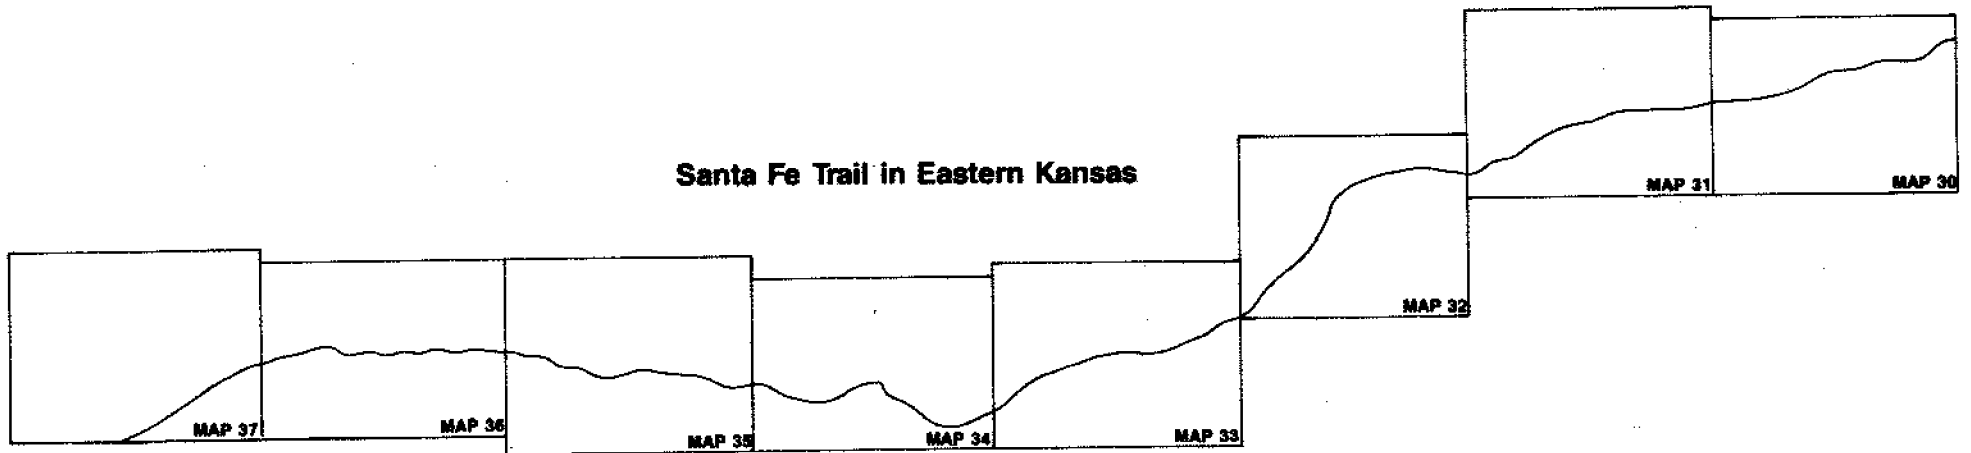 Santa Fe Trail in Eastern Kansas
MAP 31
MAP 30
MAP 32
MAP 37
MAP 36
MAP 35
MAP 34
MAP 33